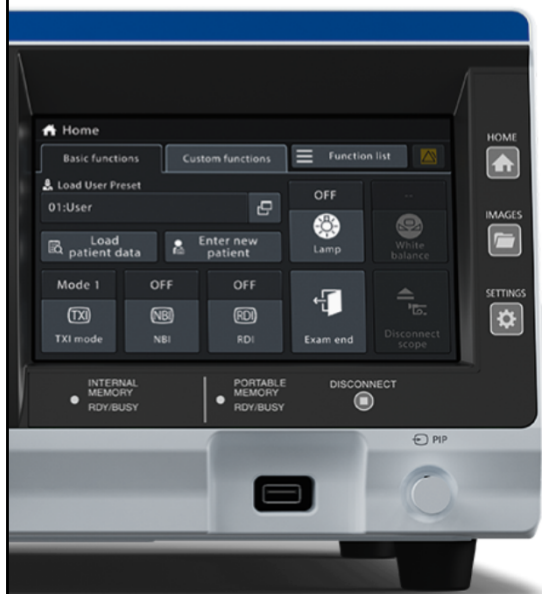 Home
Basic functions
Custom functions
Function list
Load User Preset
01:User
Load
patient data
Enter new
patient
OFF
Lamp
--
White
balance
Mode 1
TXI
TXI mode
OFF
NBI
NBI
OFF
RDI
RDI
Exam end
Disconnect
scope
HOME
IMAGES
SETTINGS
INTERNAL
MEMORY
RDY/BUSY
PORTABLE
MEMORY
RDY/BUSY
DISCONNECT
PIP